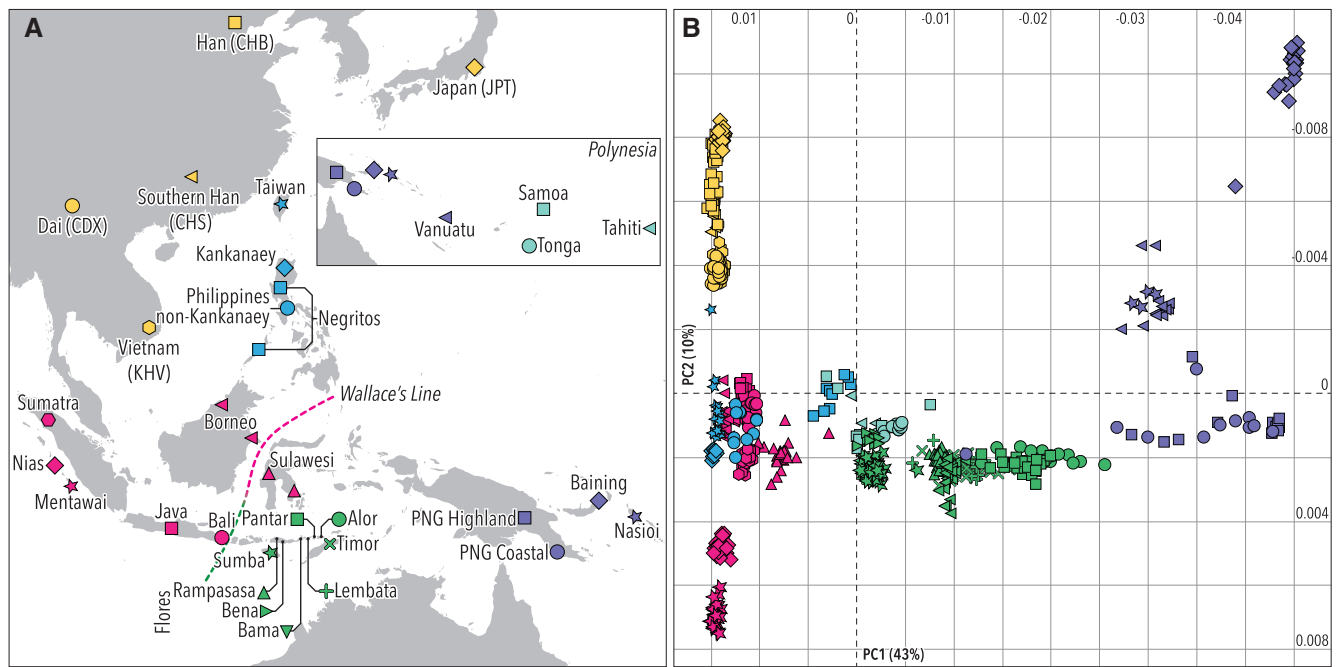 A
Han (CHB)
Japan (JPT)
Polynesia
Southern Han
(CHS)
Taiwan
Dai (CDX)
Samoa
Vanuatu
Tahiti
Tonga
Kankanaey
Philippines
non-Kankanaey
Negritos
Vietnam
(KHV)
Wallace's Line
Sumatra
Borneo
Nias
Sulawesi
Mentawai
Baining
Java
Bali
Pantar
Alor
PNG Highland
Nasioi
Timor
PNG Coastal
Sumba
Rampasasa
Lembata
Bena
Bama
Flores
B
0.01
0
-0.01
-0.02
-0.03
-0.04
-0.008
-0.004
PC2 (10%)
0
0.004
0.008
PC1 (43%)